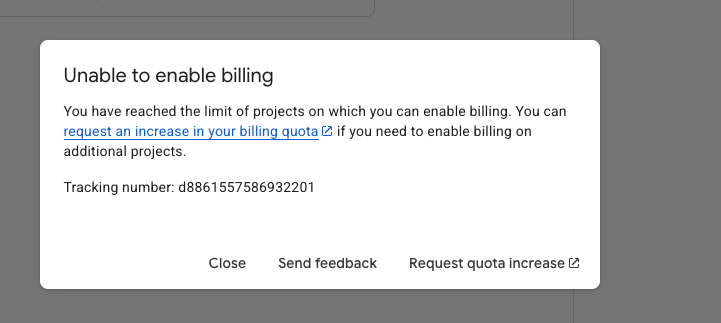 Unable to enable billing
You have reached the limit of projects on which you can enable billing. You can
request an increase in your billing quota if you need to enable billing on
additional projects.
Tracking number: d8861557586932201
Close Send feedback Request quota increase